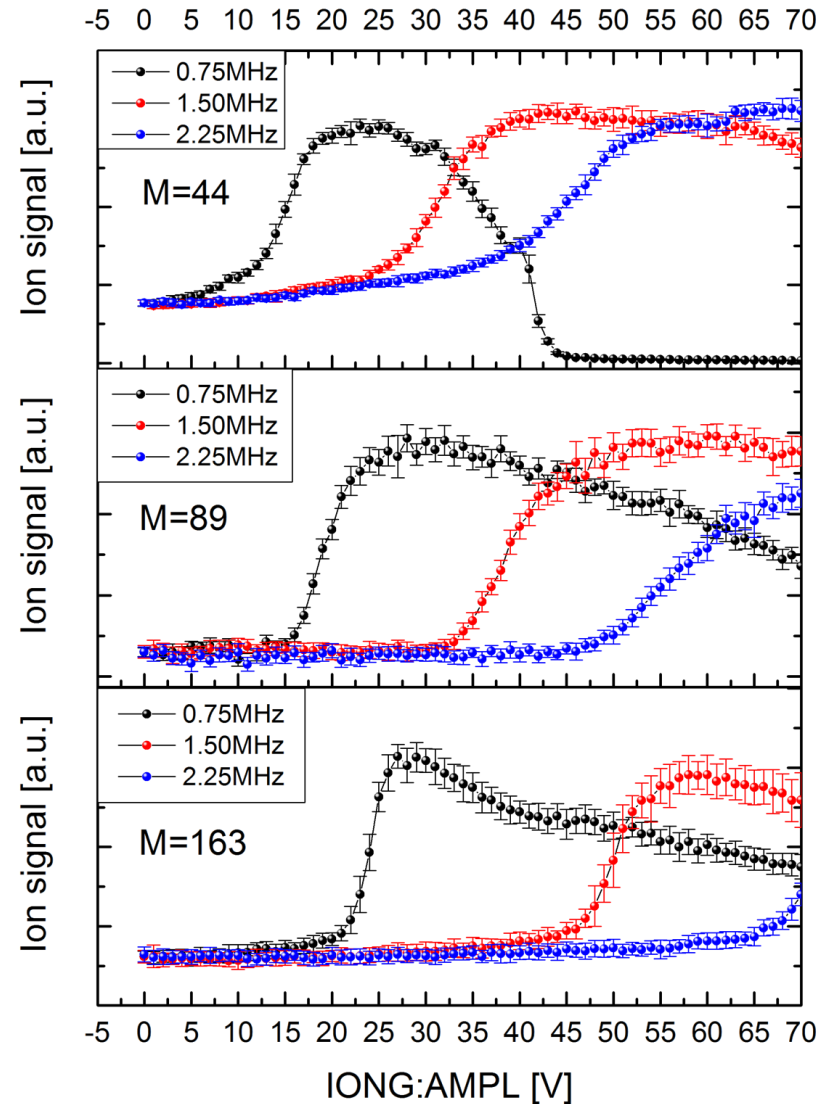 -5 0 5 10 15 20 25 30 35 40 45 50 55 60 65 70
Ion signal [a.u.]
0.75MHz
1.50MHz
2.25MHz
M=44
Ion signal [a.u.]
0.75MHz
1.50MHz
2.25MHz
M=89
Ion signal [a.u.]
0.75MHz
1.50MHz
2.25MHz
M=163
-5 0 5 10 15 20 25 30 35 40 45 50 55 60 65 70
IONG:AMPL [V]